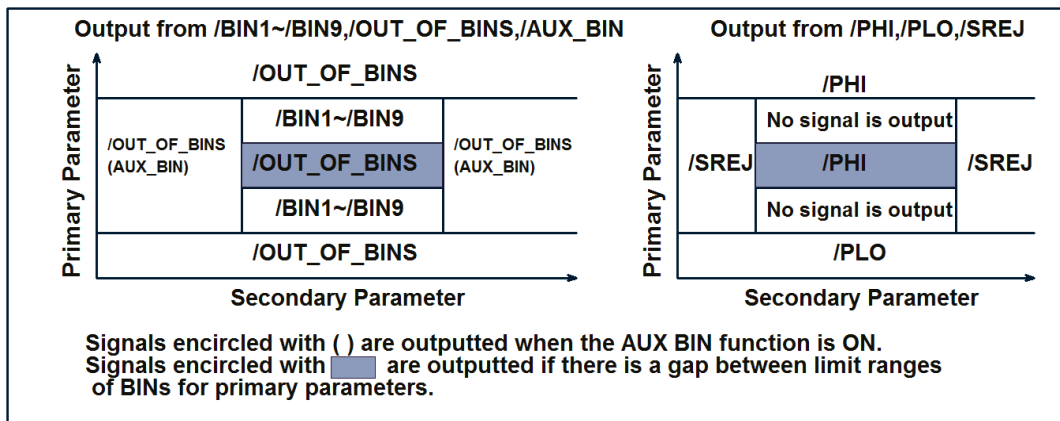 Output from /BIN1~/BIN9,/OUT_OF_BINS,/AUX_BIN
Primary Parameter
/OUT_OF_BINS
/BIN1~/BIN9
/OUT_OF_BINS
(AUX_BIN)
/OUT_OF_BINS
/OUT_OF_BINS
(AUX_BIN)
/BIN1~/BIN9
/OUT_OF_BINS
Secondary Parameter
Output from /PHI,/PLO,/SREJ
Primary Parameter
/PHI
No signal is output
/SREJ
/PHI
/SREJ
No signal is output
/PLO
Secondary Parameter
Signals encircled with ( ) are outputted when the AUX BIN function is ON.
Signals encircled with are outputted if there is a gap between limit ranges
of BINs for primary parameters.